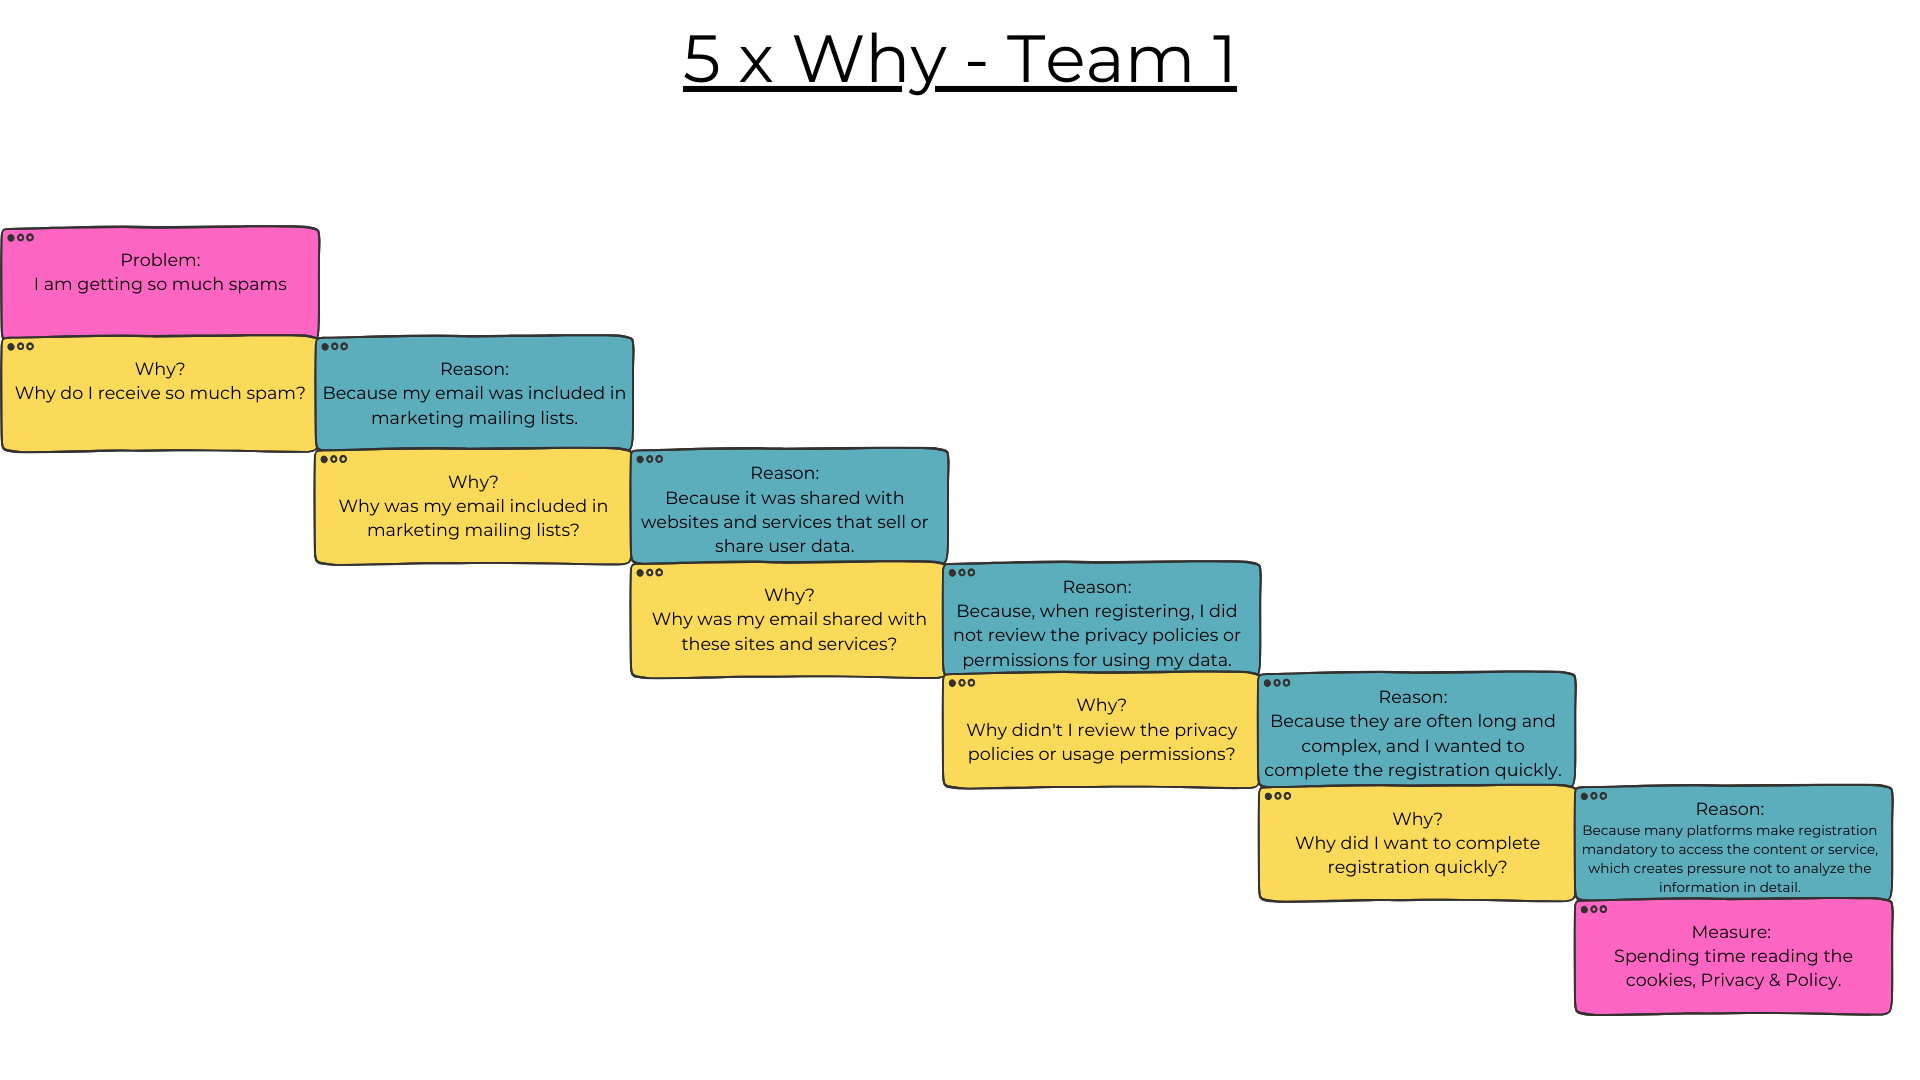 5 x Why - Team 1
Problem:
I am getting so much spams
Why?
Why do I receive so much spam?
Reason:
Because my email was included in
marketing mailing lists.
Why?
Why was my email included in
marketing mailing lists?
Reason:
Because it was shared with
websites and services that sell or
share user data.
Why?
Why was my email shared with
these sites and services?
Reason:
Because, when registering, I did
not review the privacy policies or
permissions for using my data.
Why?
Why didn't I review the privacy
policies or usage permissions?
Reason:
Because they are often long and
complex, and I wanted to
complete the registration quickly.
Why?
Why did I want to complete
registration quickly?
Reason:
Because many platforms make registration
mandatory to access the content or service,
which creates pressure not to analyze the
information in detail.
Measure:
Spending time reading the
cookies, Privacy & Policy.